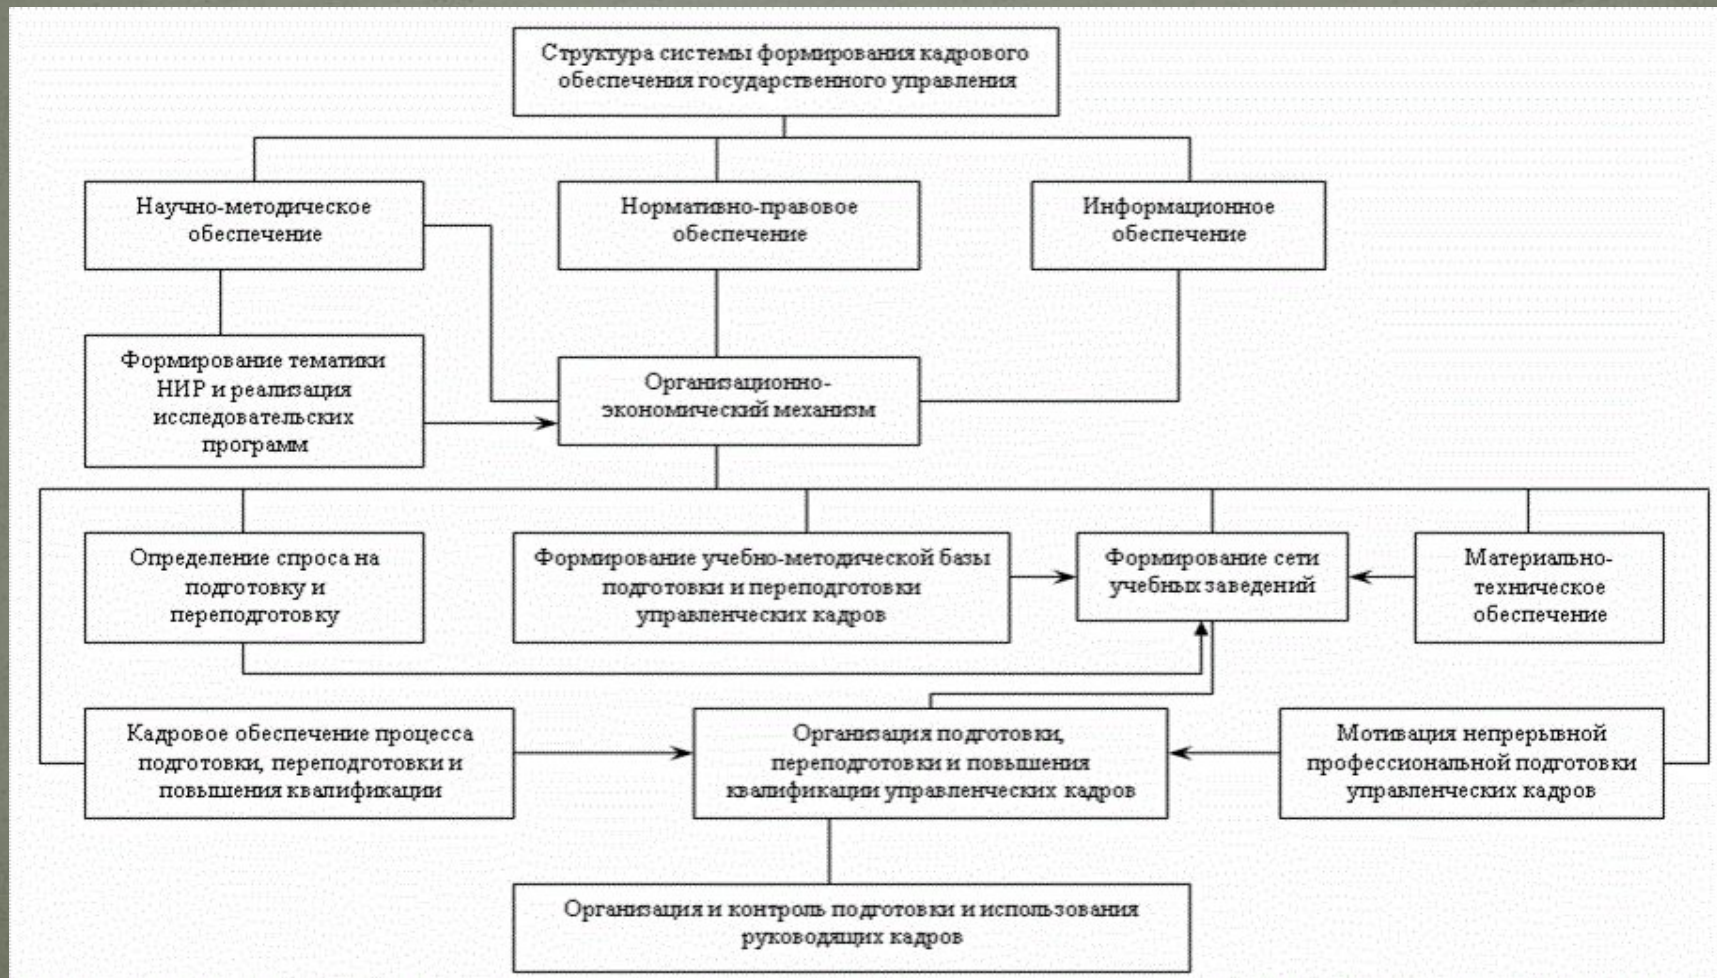 Структура системы формирования кадрового
обеспечения государственного управления
Научно-методическое
обеспечение
Нормативно-правовое
обеспечение
Информационное
обеспечение
Формирование тематики
НИР и реализация
исследовательских
программ
Организационно-
экономический механизм
Определение спроса на
подготовку и
переподготовку
Формирование учебно-методической базы
подготовки и переподготовки
управленческих кадров
Формирование сети
учебных заведений
Материально-
техническое
обеспечение
Кадровое обеспечение процесса
подготовки, переподготовки и
повышения квалификации
Организация подготовки,
переподготовки и повышения
квалификации управленческих кадров
Мотивация непрерывной
профессиональной подготовки
управленческих кадров
Организация и контроль подготовки и использования
руководящих кадров